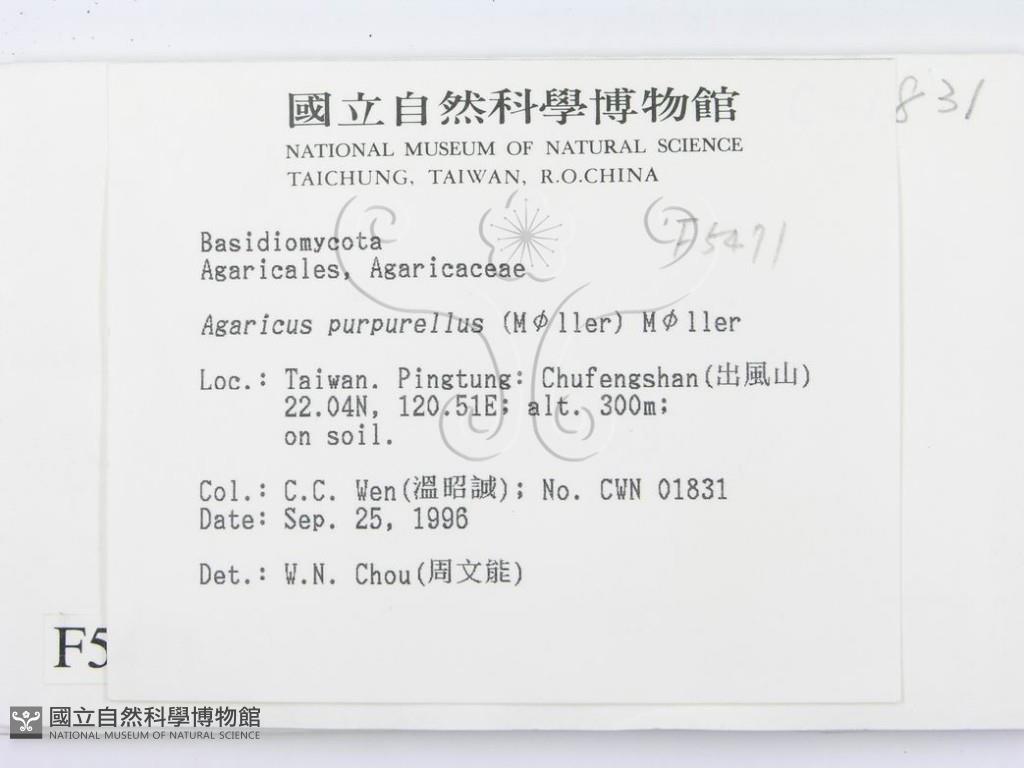 國立自然科學博物館
NATIONAL MUSEUM OF NATURAL SCIENCE
TAICHUNG, TAIWAN, R.O.CHINA
831
F5471
Basidiomycota
Agaricales, Agaricaceae
Agaricus purpurellus (Mφller) Mφller
Loc.: Taiwan. Pingtung: Chufengshan(出風山)
22.04N, 120.51E; alt. 300m;
on soil.
Col.: C.C. Wen(溫昭誠); No. CWN 01831
Date: Sep. 25, 1996
Det.: W.N. Chou(周文能)
F5
國立自然科學博物館
NATIONAL MUSEUM OF NATURAL SCIENCE